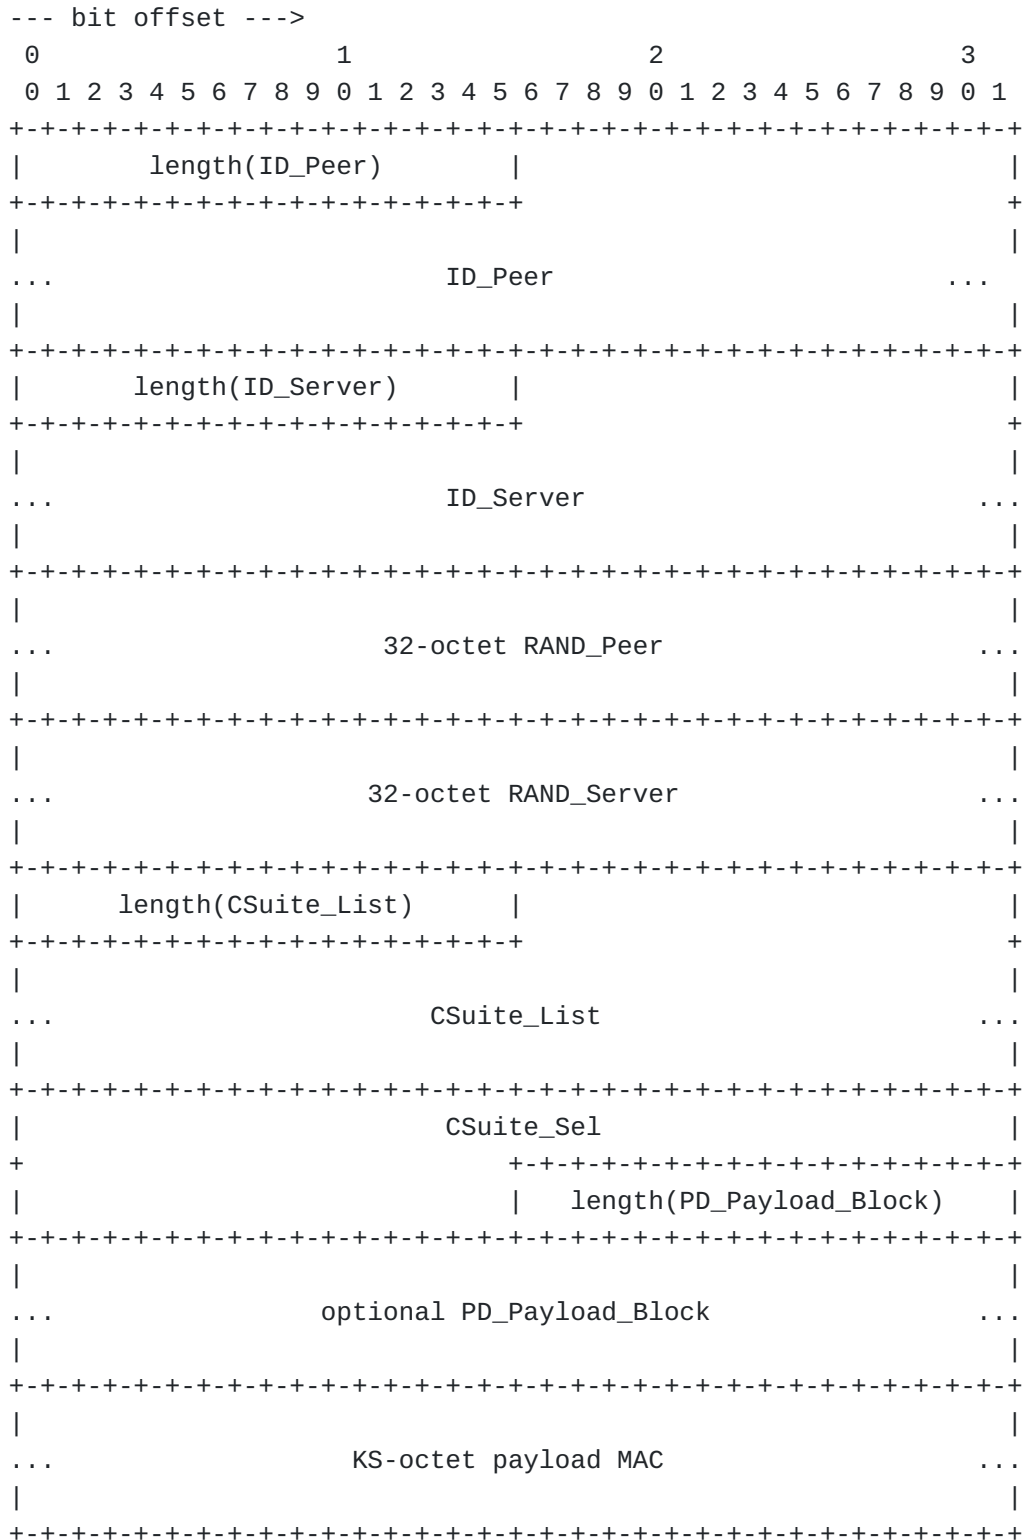 --- bit offset --->
 0                   1                   2                   3
 0 1 2 3 4 5 6 7 8 9 0 1 2 3 4 5 6 7 8 9 0 1 2 3 4 5 6 7 8 9 0 1
+-+-+-+-+-+-+-+-+-+-+-+-+-+-+-+-+-+-+-+-+-+-+-+-+-+-+-+-+-+-+-+-+
|        length(ID_Peer)        |                               |
+-+-+-+-+-+-+-+-+-+-+-+-+-+-+-+-+                               +
|                                                               |
...                         ID_Peer                         ...
|                                                               |
+-+-+-+-+-+-+-+-+-+-+-+-+-+-+-+-+-+-+-+-+-+-+-+-+-+-+-+-+-+-+-+-+
|       length(ID_Server)       |                               |
+-+-+-+-+-+-+-+-+-+-+-+-+-+-+-+-+                               +
|                                                               |
...                         ID_Server                         ...
|                                                               |
+-+-+-+-+-+-+-+-+-+-+-+-+-+-+-+-+-+-+-+-+-+-+-+-+-+-+-+-+-+-+-+-+
|                                                               |
...                     32-octet RAND_Peer                    ...
|                                                               |
+-+-+-+-+-+-+-+-+-+-+-+-+-+-+-+-+-+-+-+-+-+-+-+-+-+-+-+-+-+-+-+-+
|                                                               |
...                    32-octet RAND_Server                   ...
|                                                               |
+-+-+-+-+-+-+-+-+-+-+-+-+-+-+-+-+-+-+-+-+-+-+-+-+-+-+-+-+-+-+-+-+
|      length(CSuite_List)      |                               |
+-+-+-+-+-+-+-+-+-+-+-+-+-+-+-+-+                               +
|                                                               |
...                        CSuite_List                        ...
|                                                               |
+-+-+-+-+-+-+-+-+-+-+-+-+-+-+-+-+-+-+-+-+-+-+-+-+-+-+-+-+-+-+-+-+
|                           CSuite_Sel                          |
+                               +-+-+-+-+-+-+-+-+-+-+-+-+-+-+-+-+
|                               |   length(PD_Payload_Block)    |
+-+-+-+-+-+-+-+-+-+-+-+-+-+-+-+-+-+-+-+-+-+-+-+-+-+-+-+-+-+-+-+-+
|                                                               |
...                 optional PD_Payload_Block                 ...
|                                                               |
+-+-+-+-+-+-+-+-+-+-+-+-+-+-+-+-+-+-+-+-+-+-+-+-+-+-+-+-+-+-+-+-+
|                                                               |
...                   KS-octet payload MAC                    ...
|                                                               |
+-+-+-+-+-+-+-+-+-+-+-+-+-+-+-+-+-+-+-+-+-+-+-+-+-+-+-+-+-+-+-+-+